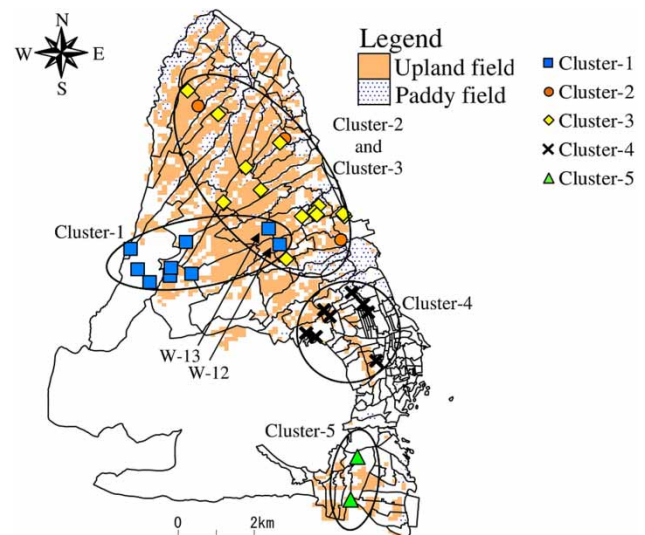 N
W E
S
Legend
Upland field
Paddy field
Cluster-1
Cluster-2
Cluster-3
Cluster-4
Cluster-5
Cluster-2
and
Cluster-3
Cluster-1
Cluster-4
W-13
W-12
Cluster-5
0 2km